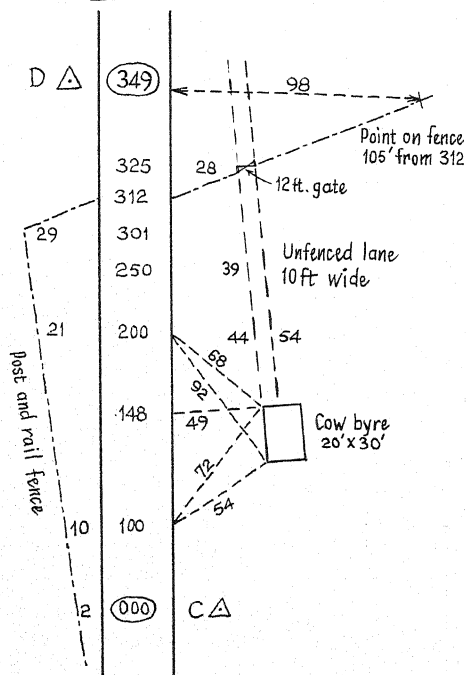 D
349
98
Point on fence
105' from 312
325
28
12ft. gate
312
29
301
250
39
Unfenced lane
10ft wide
21
200
44
54
68
92
Post and rail fence
148
49
Cow byre
20' x 30'
72
54
10
100
2
000
C